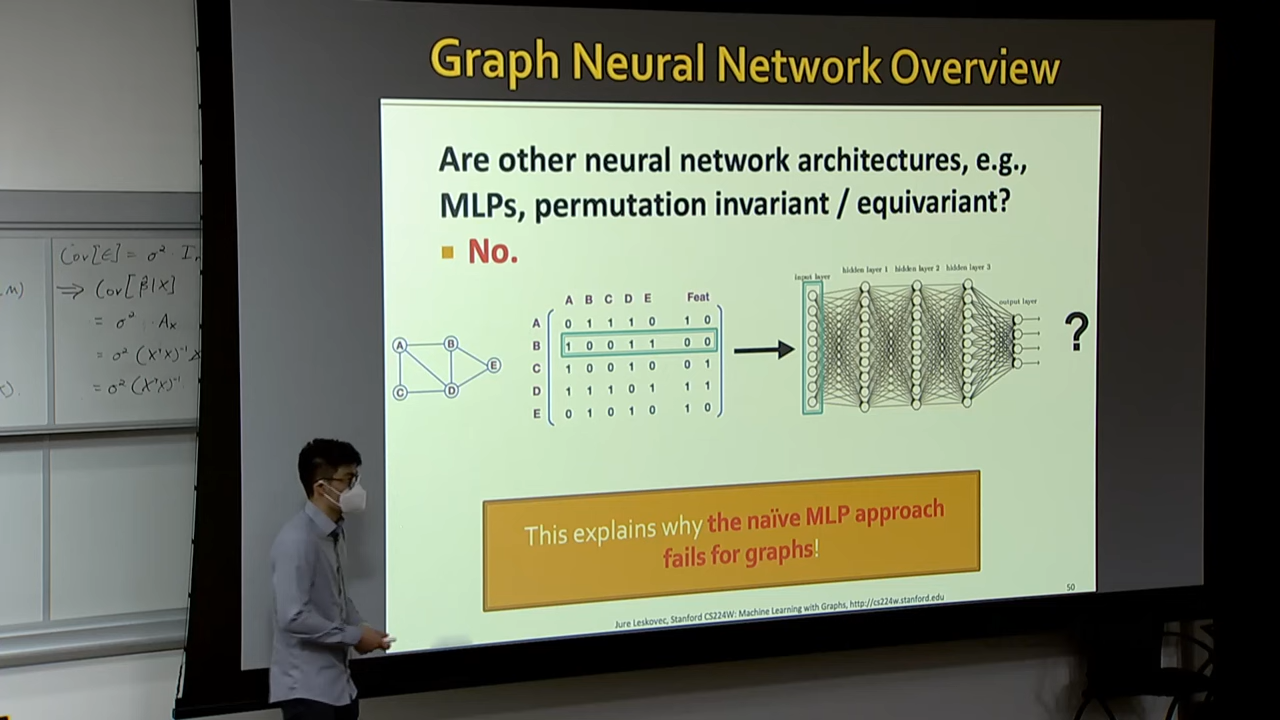 Graph Neural Network Overview
Are other neural network architectures, e.g.,
MLPs, permutation invariant / equivariant?
No.
A B C D E Feat
A 0 1 1 1 0 1 0
B 1 0 0 1 1 0 0
C 1 0 0 1 0 0 1
D 1 1 1 0 1 1 1
E 0 1 0 1 0 1 0
A B
E
C D
input layer
hidden layer 1 hidden layer 2 hidden layer 3
output layer
?
This explains why the naïve MLP approach
fails for graphs!
50
Jure Leskovec, Stanford CS224W: Machine Learning with Graphs, http://cs224w.stanford.edu
Cov[ϵ] = σ² · I
⇒ Cov[β̂|X]
= σ² · Aₓ
= σ² (X'X)⁻¹
= σ² (X'X)⁻¹